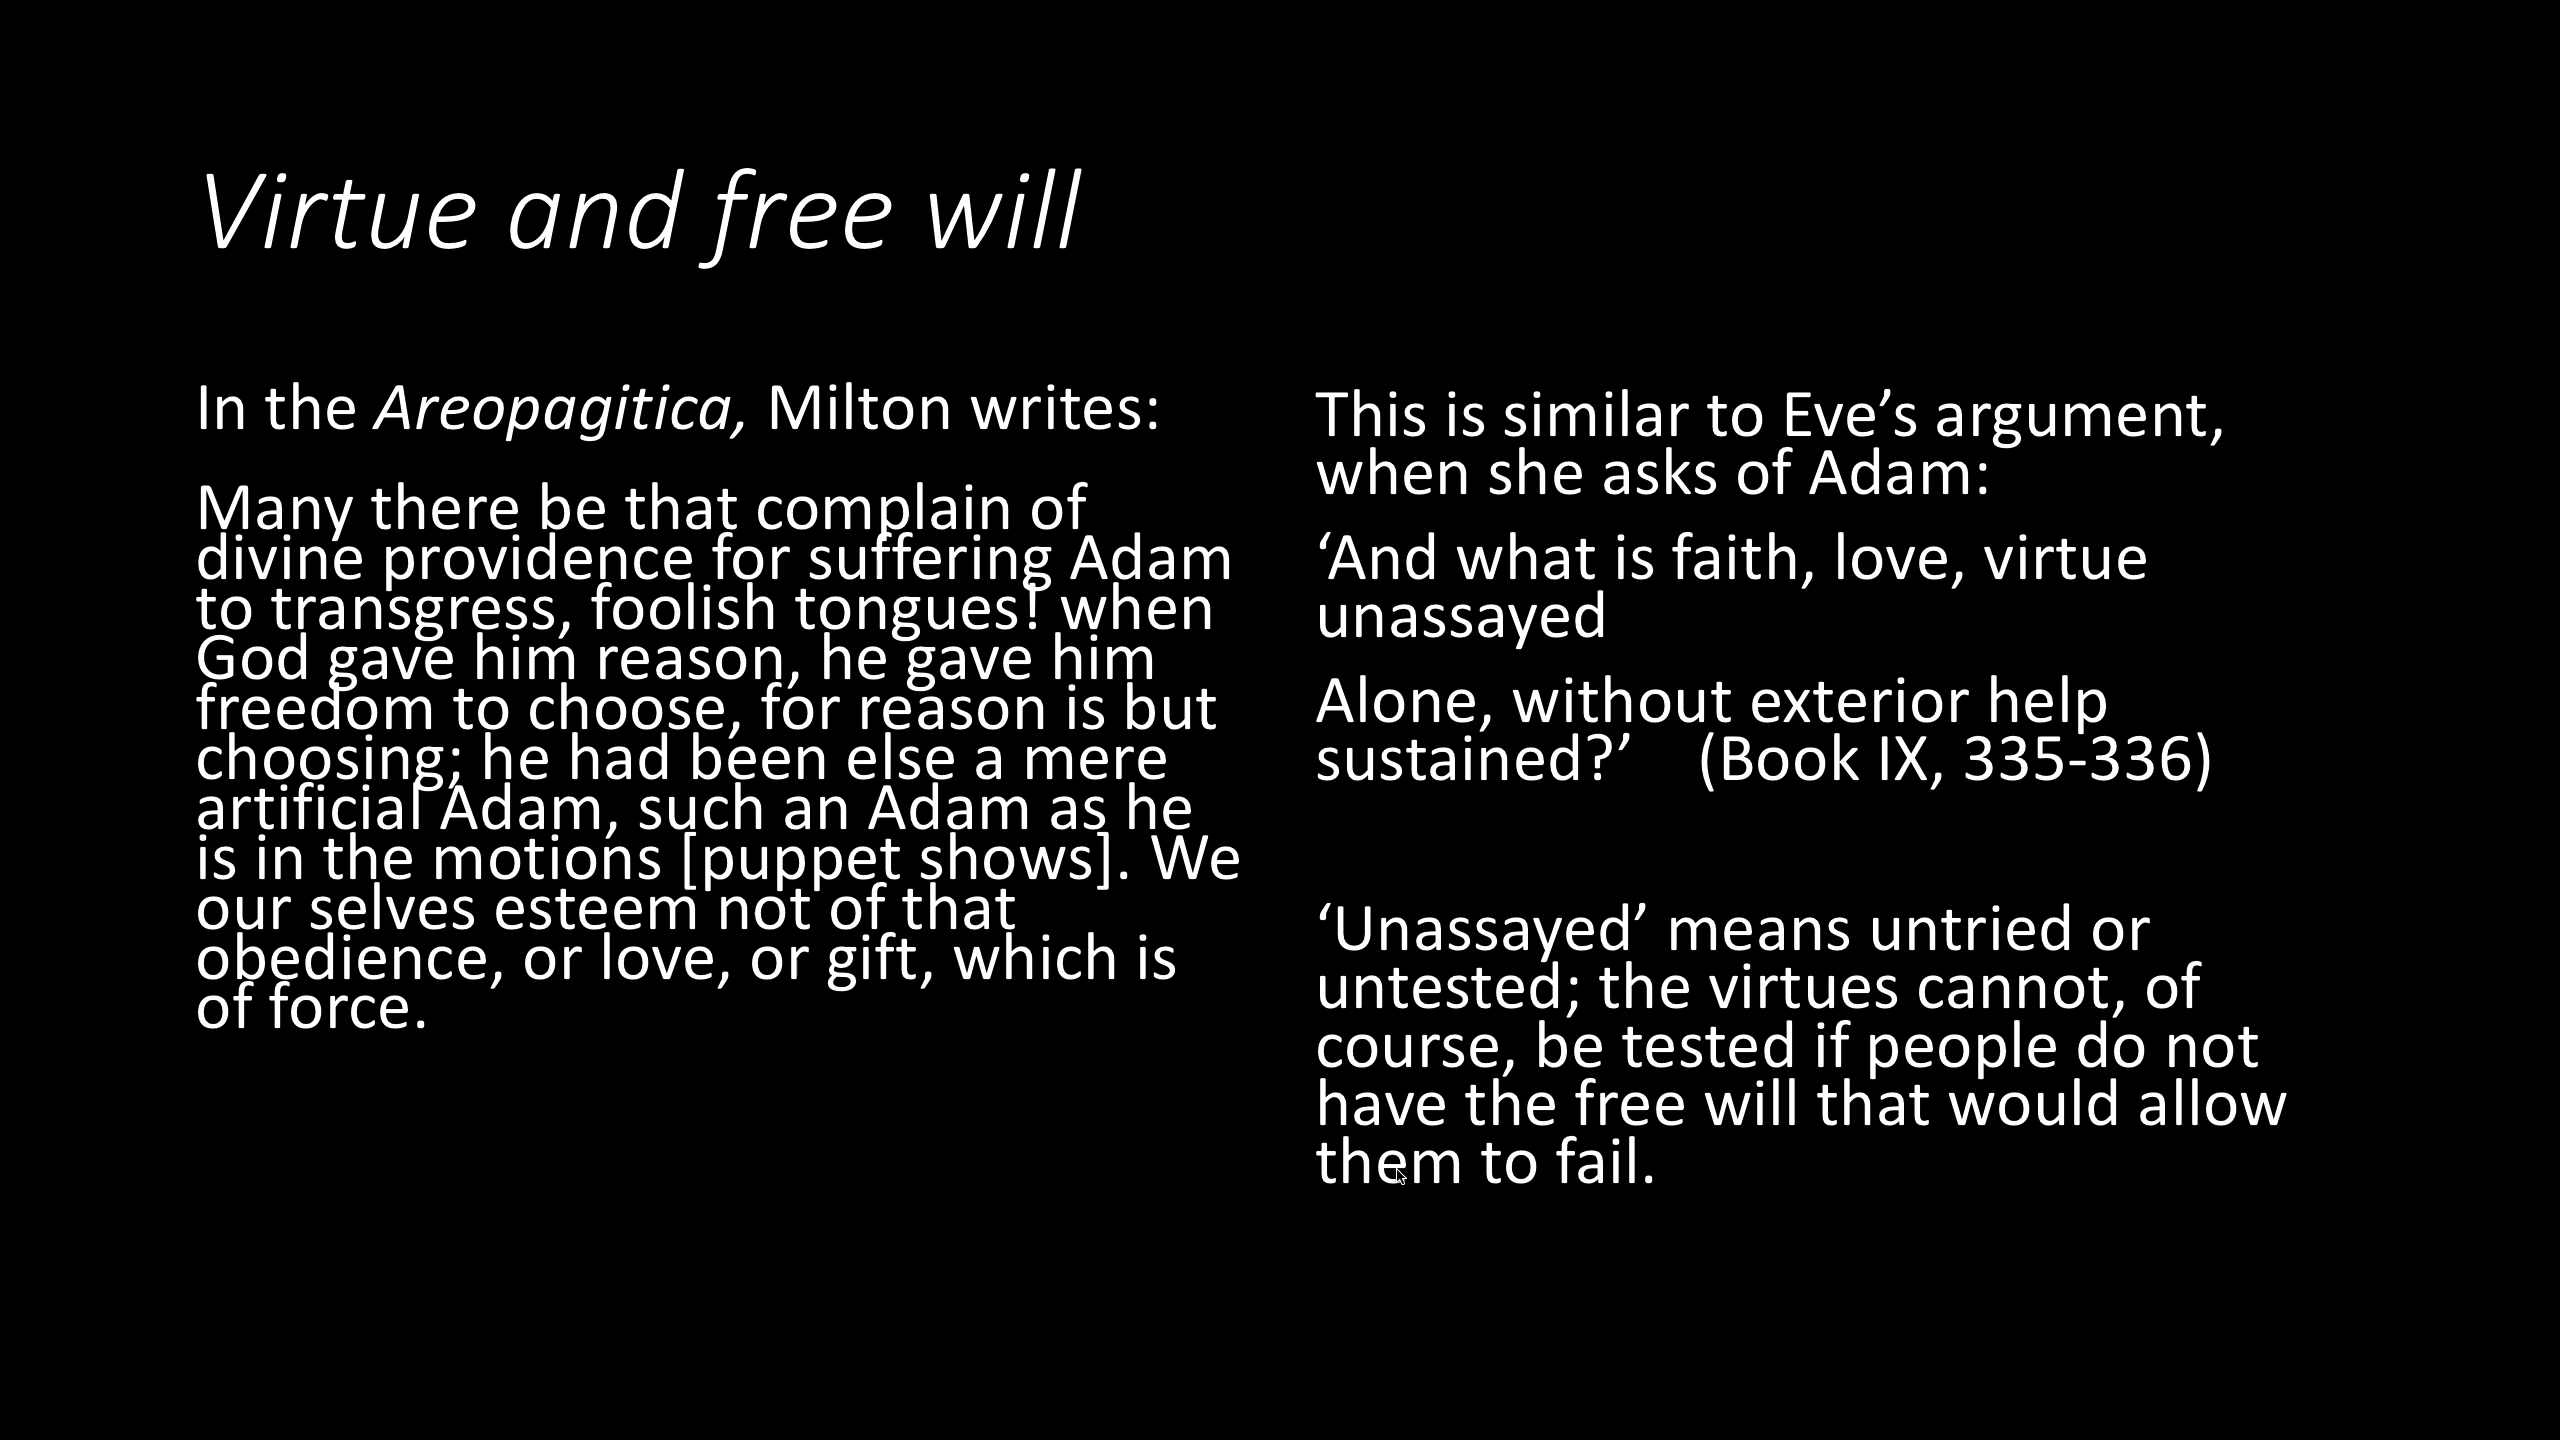 Virtue and free will
In the Areopagitica, Milton writes:
Many there be that complain of
divine providence for suffering Adam
to transgress, foolish tongues! when
God gave him reason, he gave him
freedom to choose, for reason is but
choosing; he had been else a mere
artificial Adam, such an Adam as he
is in the motions [puppet shows]. We
our selves esteem not of that
obedience, or love, or gift, which is
of force.
This is similar to Eve’s argument,
when she asks of Adam:
‘And what is faith, love, virtue
unassayed
Alone, without exterior help
sustained?’ (Book IX, 335-336)
‘Unassayed’ means untried or
untested; the virtues cannot, of
course, be tested if people do not
have the free will that would allow
them to fail.